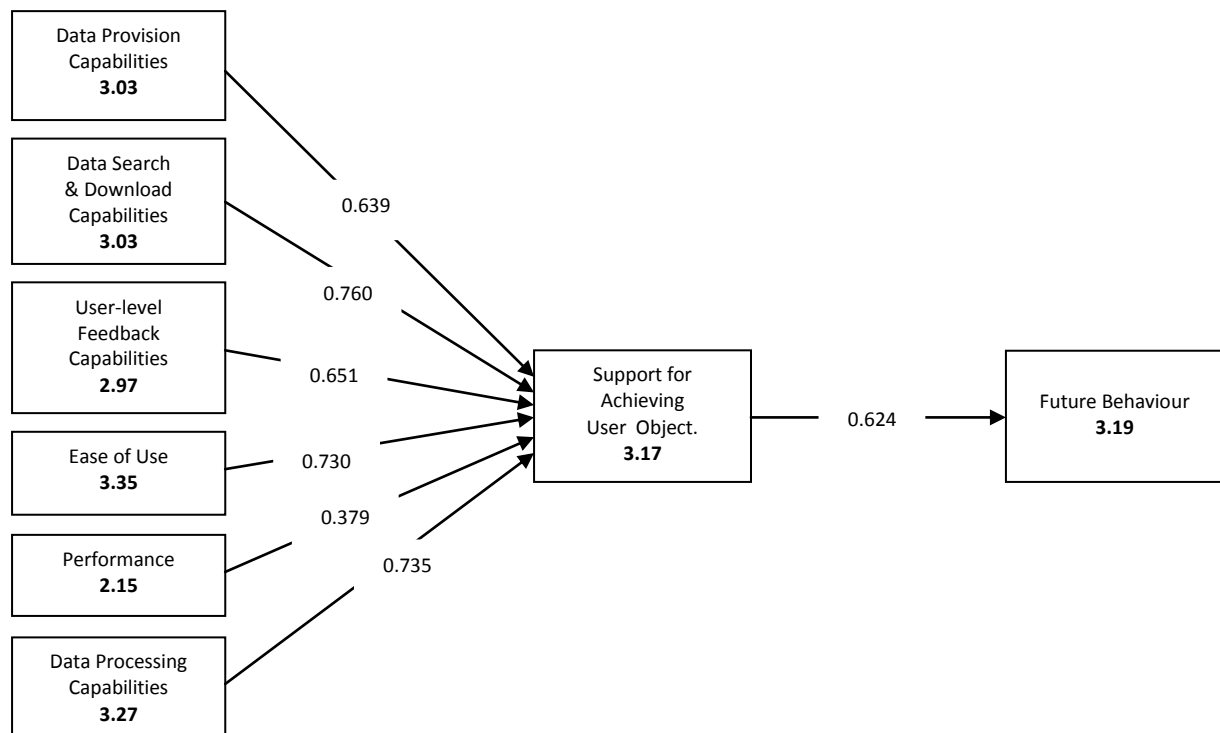 Data Provision
Capabilities
3.03
Data Search
& Download
Capabilities
3.03
User-level
Feedback
Capabilities
2.97
Ease of Use
3.35
Performance
2.15
Data Processing
Capabilities
3.27
0.639
0.760
0.651
0.730
0.379
0.735
Support for
Achieving
User Object.
3.17
0.624
Future Behaviour
3.19